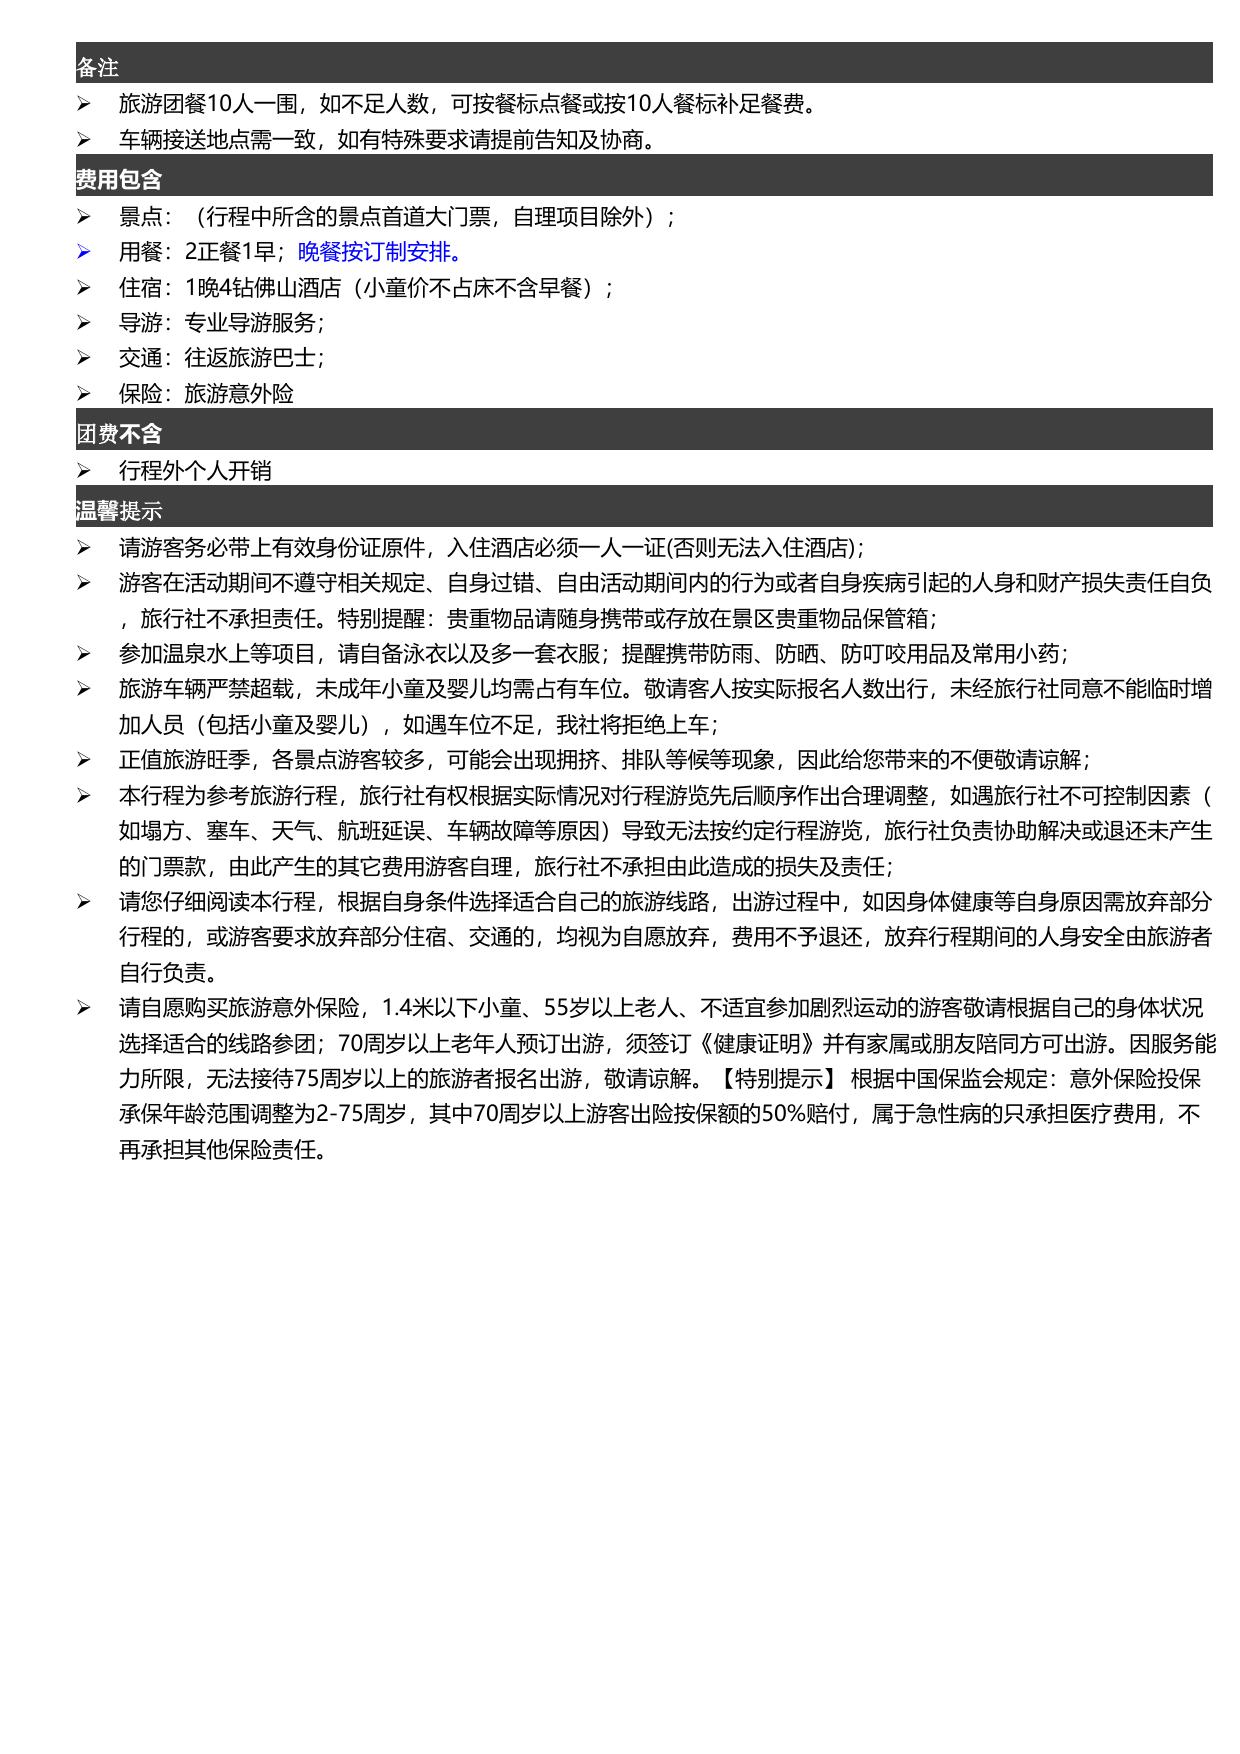 备注
➢ 旅游团餐10人一围，如不足人数，可按餐标点餐或按10人餐标补足餐费。
➢ 车辆接送地点需一致，如有特殊要求请提前告知及协商。
费用包含
➢ 景点：（行程中所含的景点首道大门票，自理项目除外）;
➢ 用餐：2正餐1早；晚餐按订制安排。
➢ 住宿：1晚4钻佛山酒店（小童价不占床不含早餐）;
➢ 导游：专业导游服务；
➢ 交通：往返旅游巴士；
➢ 保险：旅游意外险
团费不含
➢ 行程外个人开销
温馨提示
➢ 请游客务必带上有效身份证原件，入住酒店必须一人一证(否则无法入住酒店)；
➢ 游客在活动期间不遵守相关规定、自身过错、自由活动期间内的行为或者自身疾病引起的人身和财产损失责任自负
，旅行社不承担责任。特别提醒：贵重物品请随身携带或存放在景区贵重物品保管箱；
➢ 参加温泉水上等项目，请自备泳衣以及多一套衣服；提醒携带防雨、防晒、防叮咬用品及常用小药；
➢ 旅游车辆严禁超载，未成年小童及婴儿均需占有车位。敬请客人按实际报名人数出行，未经旅行社同意不能临时增
加人员（包括小童及婴儿），如遇车位不足，我社将拒绝上车；
➢ 正值旅游旺季，各景点游客较多，可能会出现拥挤、排队等候等现象，因此给您带来的不便敬请谅解；
➢ 本行程为参考旅游行程，旅行社有权根据实际情况对行程游览先后顺序作出合理调整，如遇旅行社不可控制因素（
如塌方、塞车、天气、航班延误、车辆故障等原因）导致无法按约定行程游览，旅行社负责协助解决或退还未产生
的门票款，由此产生的其它费用游客自理，旅行社不承担由此造成的损失及责任；
➢ 请您仔细阅读本行程，根据自身条件选择适合自己的旅游线路，出游过程中，如因身体健康等自身原因需放弃部分
行程的，或游客要求放弃部分住宿、交通的，均视为自愿放弃，费用不予退还，放弃行程期间的人身安全由旅游者
自行负责。
➢ 请自愿购买旅游意外保险，1.4米以下小童、55岁以上老人、不适宜参加剧烈运动的游客敬请根据自己的身体状况
选择适合的线路参团；70周岁以上老年人预订出游，须签订《健康证明》并有家属或朋友陪同方可出游。因服务能
力所限，无法接待75周岁以上的旅游者报名出游，敬请谅解。【特别提示】 根据中国保监会规定：意外保险投保
承保年龄范围调整为2-75周岁，其中70周岁以上游客出险按保额的50%赔付，属于急性病的只承担医疗费用，不
再承担其他保险责任。